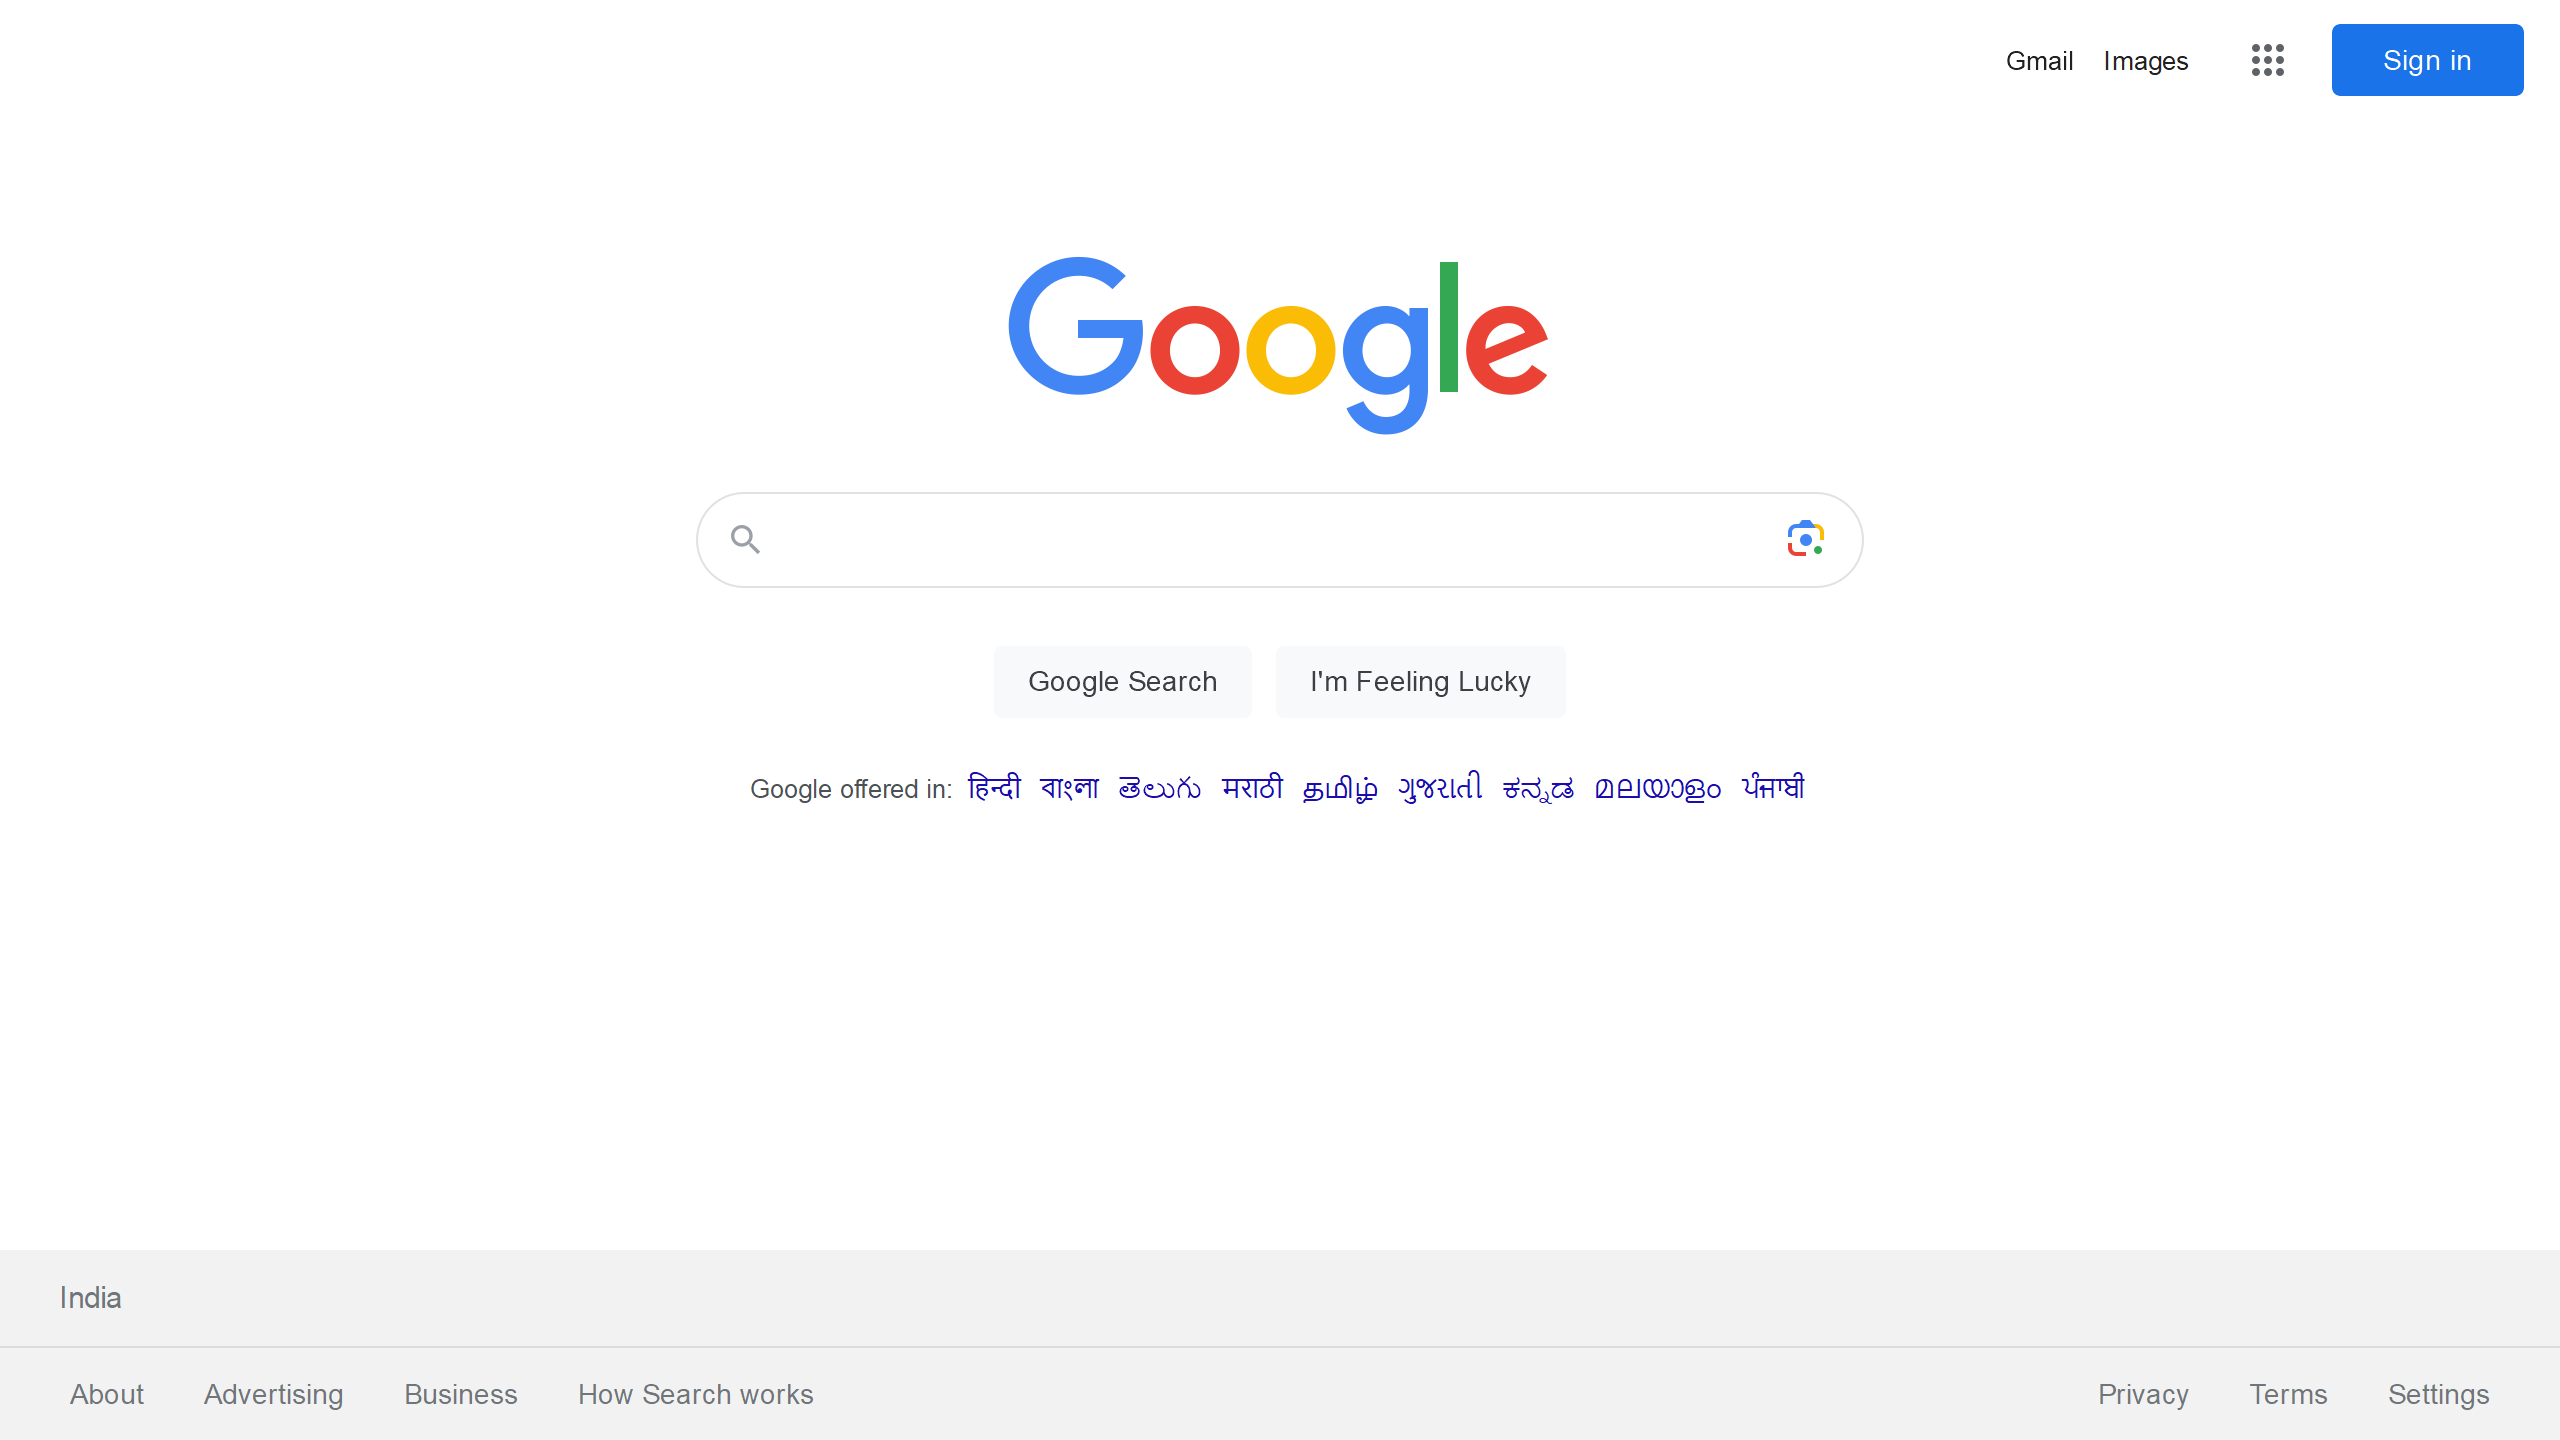 Gmail Images Sign in
Google
Google Search I'm Feeling Lucky
Google offered in: हिन्दी বাংলা తెలుగు मराठी தமிழ் ગુજરાતી ಕನ್ನಡ മലയാളം ਪੰਜਾਬੀ
India
About Advertising Business How Search works Privacy Terms Settings